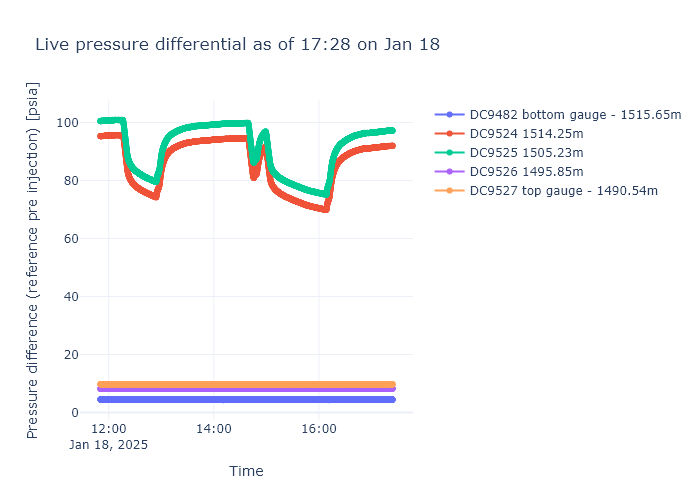 Live pressure differential as of 17:28 on Jan 18
Pressure difference (reference pre injection) [psia]
100
80
60
40
20
0
12:00
Jan 18, 2025
14:00
16:00
Time
DC9482 bottom gauge - 1515.65m
DC9524 1514.25m
DC9525 1505.23m
DC9526 1495.85m
DC9527 top gauge - 1490.54m